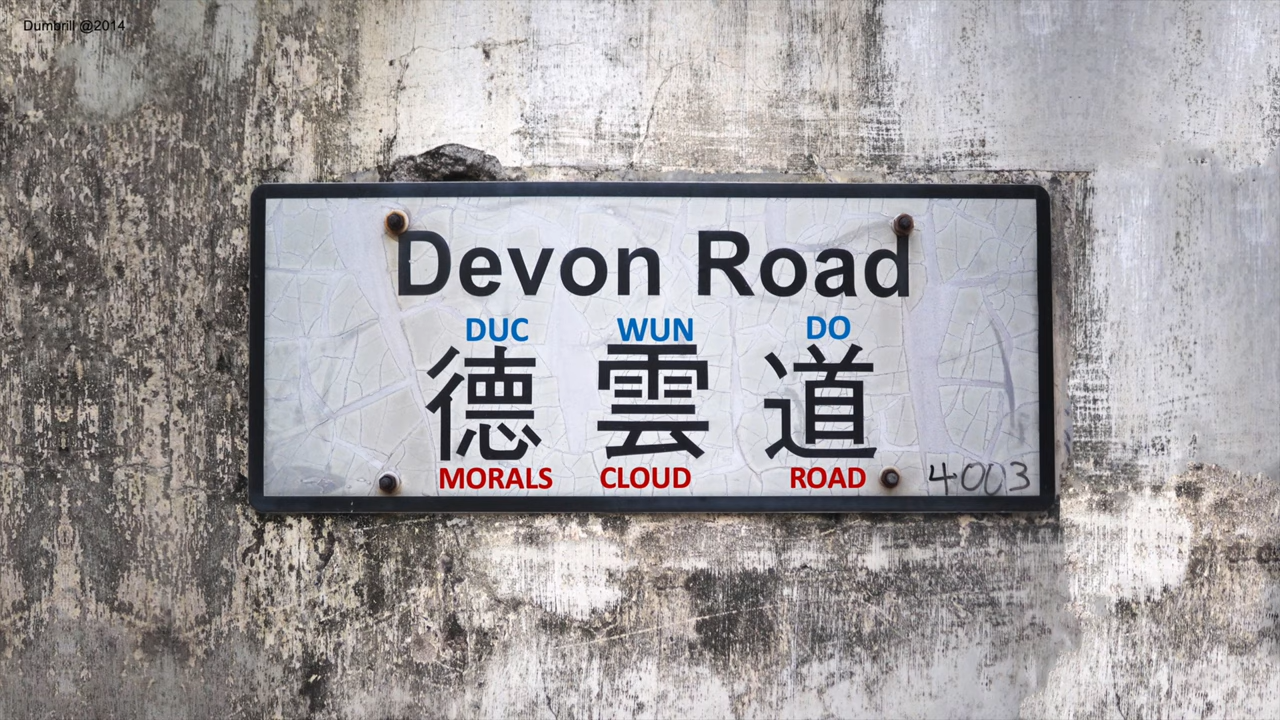 Dumbrill @2014
Devon Road
DUC WUN DO
德雲道
MORALS CLOUD ROAD
4003